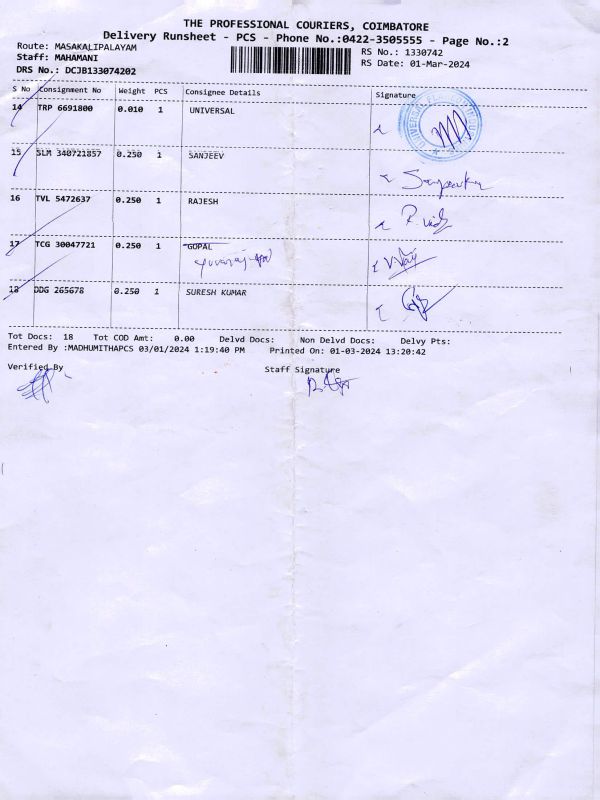 THE PROFESSIONAL COURIERS, COIMBATORE
Delivery Runsheet - PCS - Phone No.:0422-3505555 - Page No.:2
Route: MASAKALIPALAYAM
Staff: MAHAMANI
DRS No.: DCJB133074202
RS No.: 1330742
RS Date: 01-Mar-2024
S No Consignment No Weight PCS Consignee Details Signature
14 TRP 6691800 0.010 1 UNIVERSAL
15 SLM 340721857 0.250 1 SANJEEV
16 TVL 5472637 0.250 1 RAJESH
17 TCG 30047721 0.250 1 GOPAL
18 DDG 265678 0.250 1 SURESH KUMAR
Tot Docs: 18 Tot COD Amt: 0.00 Delvd Docs: Non Delvd Docs: Delvy Pts:
Entered By :MADHUMITHAPCS 03/01/2024 1:19:40 PM Printed On: 01-03-2024 13:20:42
Verified By Staff Signature